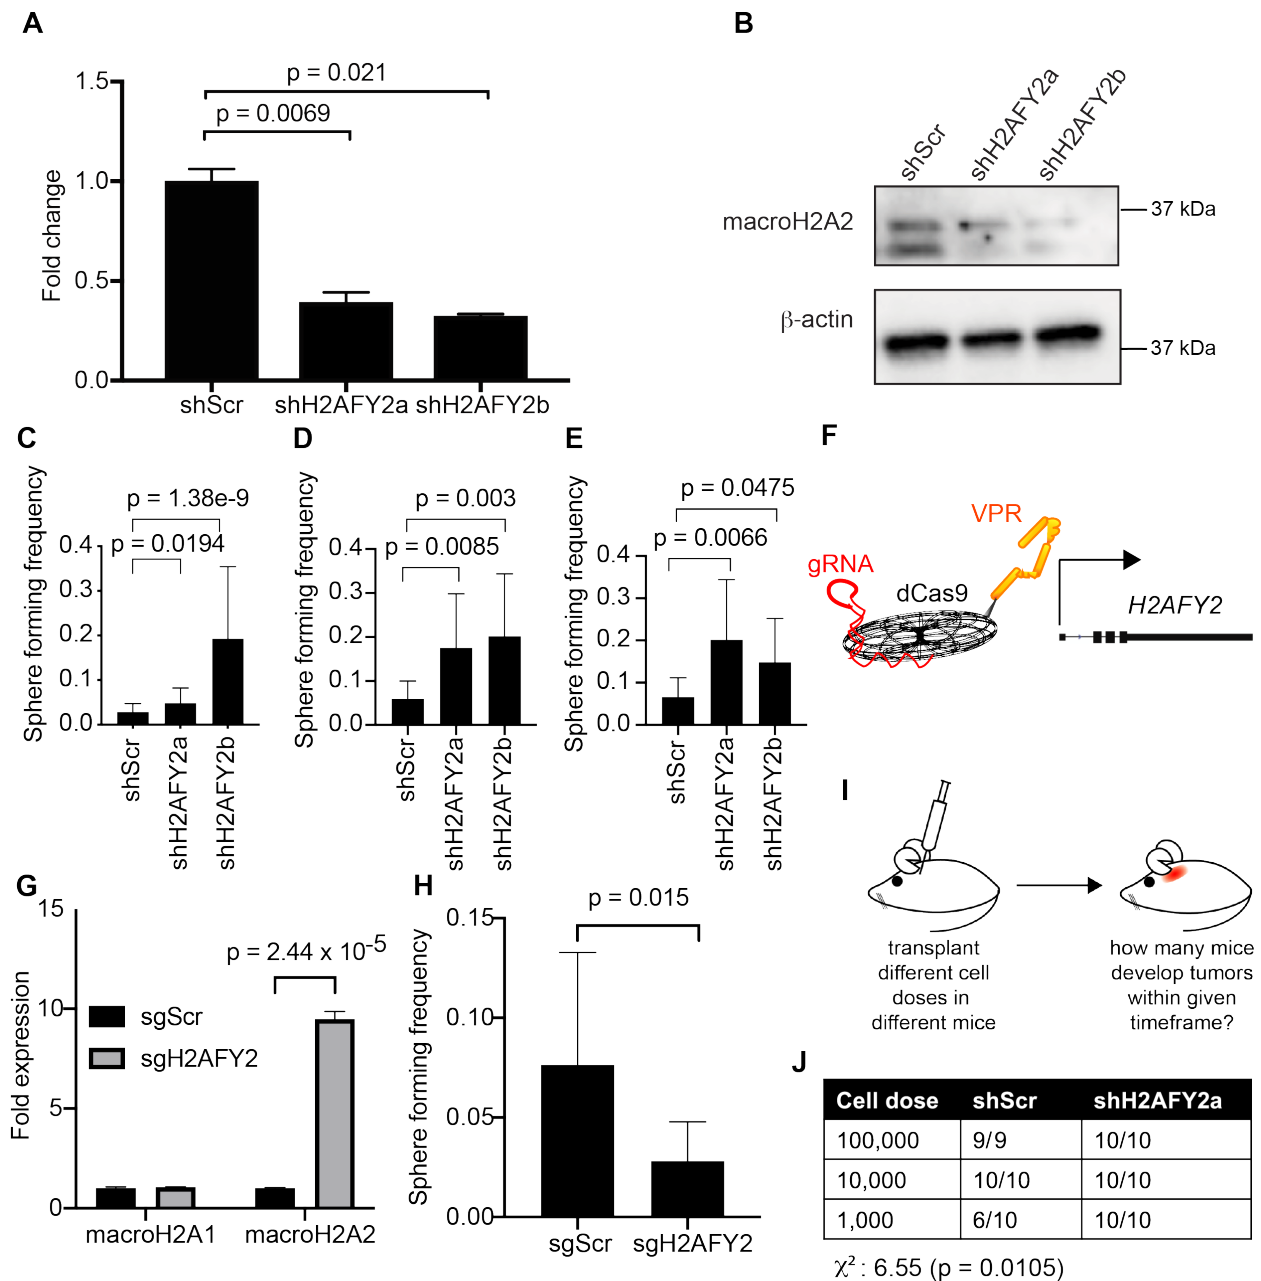 A
p = 0.021
p = 0.0069
1.5
1.0
0.5
0.0
Fold change
shScr
shH2AFY2a
shH2AFY2b
B
shScr
shH2AFY2a
shH2AFY2b
macroH2A2
37 kDa
β-actin
37 kDa
C
p = 1.38e-9
p = 0.0194
0.4
0.3
0.2
0.1
0.0
Sphere forming frequency
shScr
shH2AFY2a
shH2AFY2b
D
p = 0.003
p = 0.0085
0.4
0.3
0.2
0.1
0.0
Sphere forming frequency
shScr
shH2AFY2a
shH2AFY2b
E
p = 0.0475
p = 0.0066
0.4
0.3
0.2
0.1
0.0
Sphere forming frequency
shScr
shH2AFY2a
shH2AFY2b
F
VPR
gRNA
dCas9
H2AFY2
G
15
10
5
0
Fold expression
p = 2.44 x 10-5
sgScr
sgH2AFY2
macroH2A1
macroH2A2
H
p = 0.015
0.15
0.10
0.05
0.00
Sphere forming frequency
sgScr
sgH2AFY2
I
transplant
different cell
doses in
different mice
how many mice
develop tumors
within given
timeframe?
J
Cell dose shScr shH2AFY2a
100,000 9/9 10/10
10,000 10/10 10/10
1,000 6/10 10/10
χ² : 6.55 (p = 0.0105)